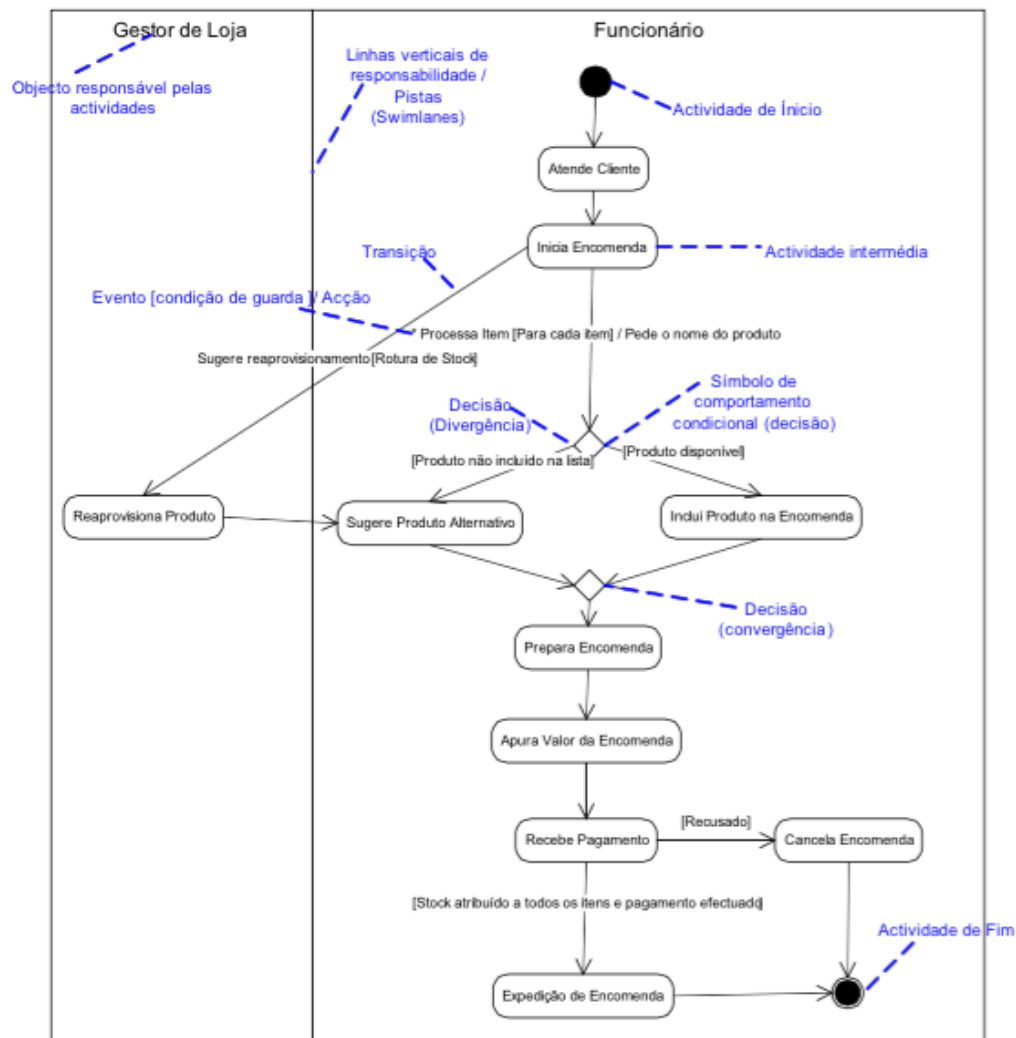 Gestor de Loja
Funcionário
Objecto responsável pelas
actividades
Linhas verticais de
responsabilidade /
Pistas
(Swimlanes)
Actividade de Ínicio
Atende Cliente
Inicia Encomenda
Actividade intermédia
Transição
Evento [condição de guarda ]/ Acção
* Processa Item [Para cada item] / Pede o nome do produto
Sugere reaprovisionamento[Rotura de Stock]
Decisão
(Divergência)
Símbolo de
comportamento
condicional (decisão)
[Produto não incluído na lista]
[Produto disponível]
Reaprovisiona Produto
Sugere Produto Alternativo
Inclui Produto na Encomenda
Decisão
(convergência)
Prepara Encomenda
Apura Valor da Encomenda
Recebe Pagamento
[Recusado]
Cancela Encomenda
[Stock atribuído a todos os itens e pagamento efectuado]
Actividade de Fim
Expedição de Encomenda